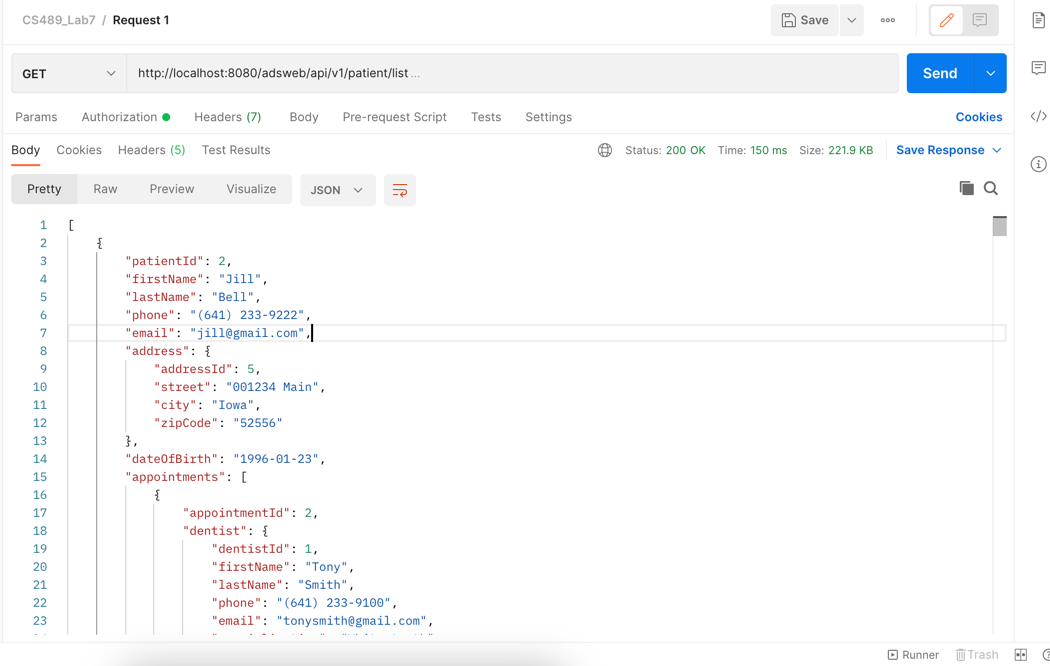 CS489_Lab7 / Request 1
Save
GET http://localhost:8080/adsweb/api/v1/patient/list ...
Send
Params Authorization Headers (7) Body Pre-request Script Tests Settings Cookies
Body Cookies Headers (5) Test Results Status: 200 OK Time: 150 ms Size: 221.9 KB Save Response
Pretty Raw Preview Visualize JSON
1 [
2 {
3 "patientId": 2,
4 "firstName": "Jill",
5 "lastName": "Bell",
6 "phone": "(641) 233-9222",
7 "email": "jill@gmail.com",
8 "address": {
9 "addressId": 5,
10 "street": "001234 Main",
11 "city": "Iowa",
12 "zipCode": "52556"
13 },
14 "dateOfBirth": "1996-01-23",
15 "appointments": [
16 {
17 "appointmentId": 2,
18 "dentist": {
19 "dentistId": 1,
20 "firstName": "Tony",
21 "lastName": "Smith",
22 "phone": "(641) 233-9100",
23 "email": "tonysmith@gmail.com",
Runner Trash